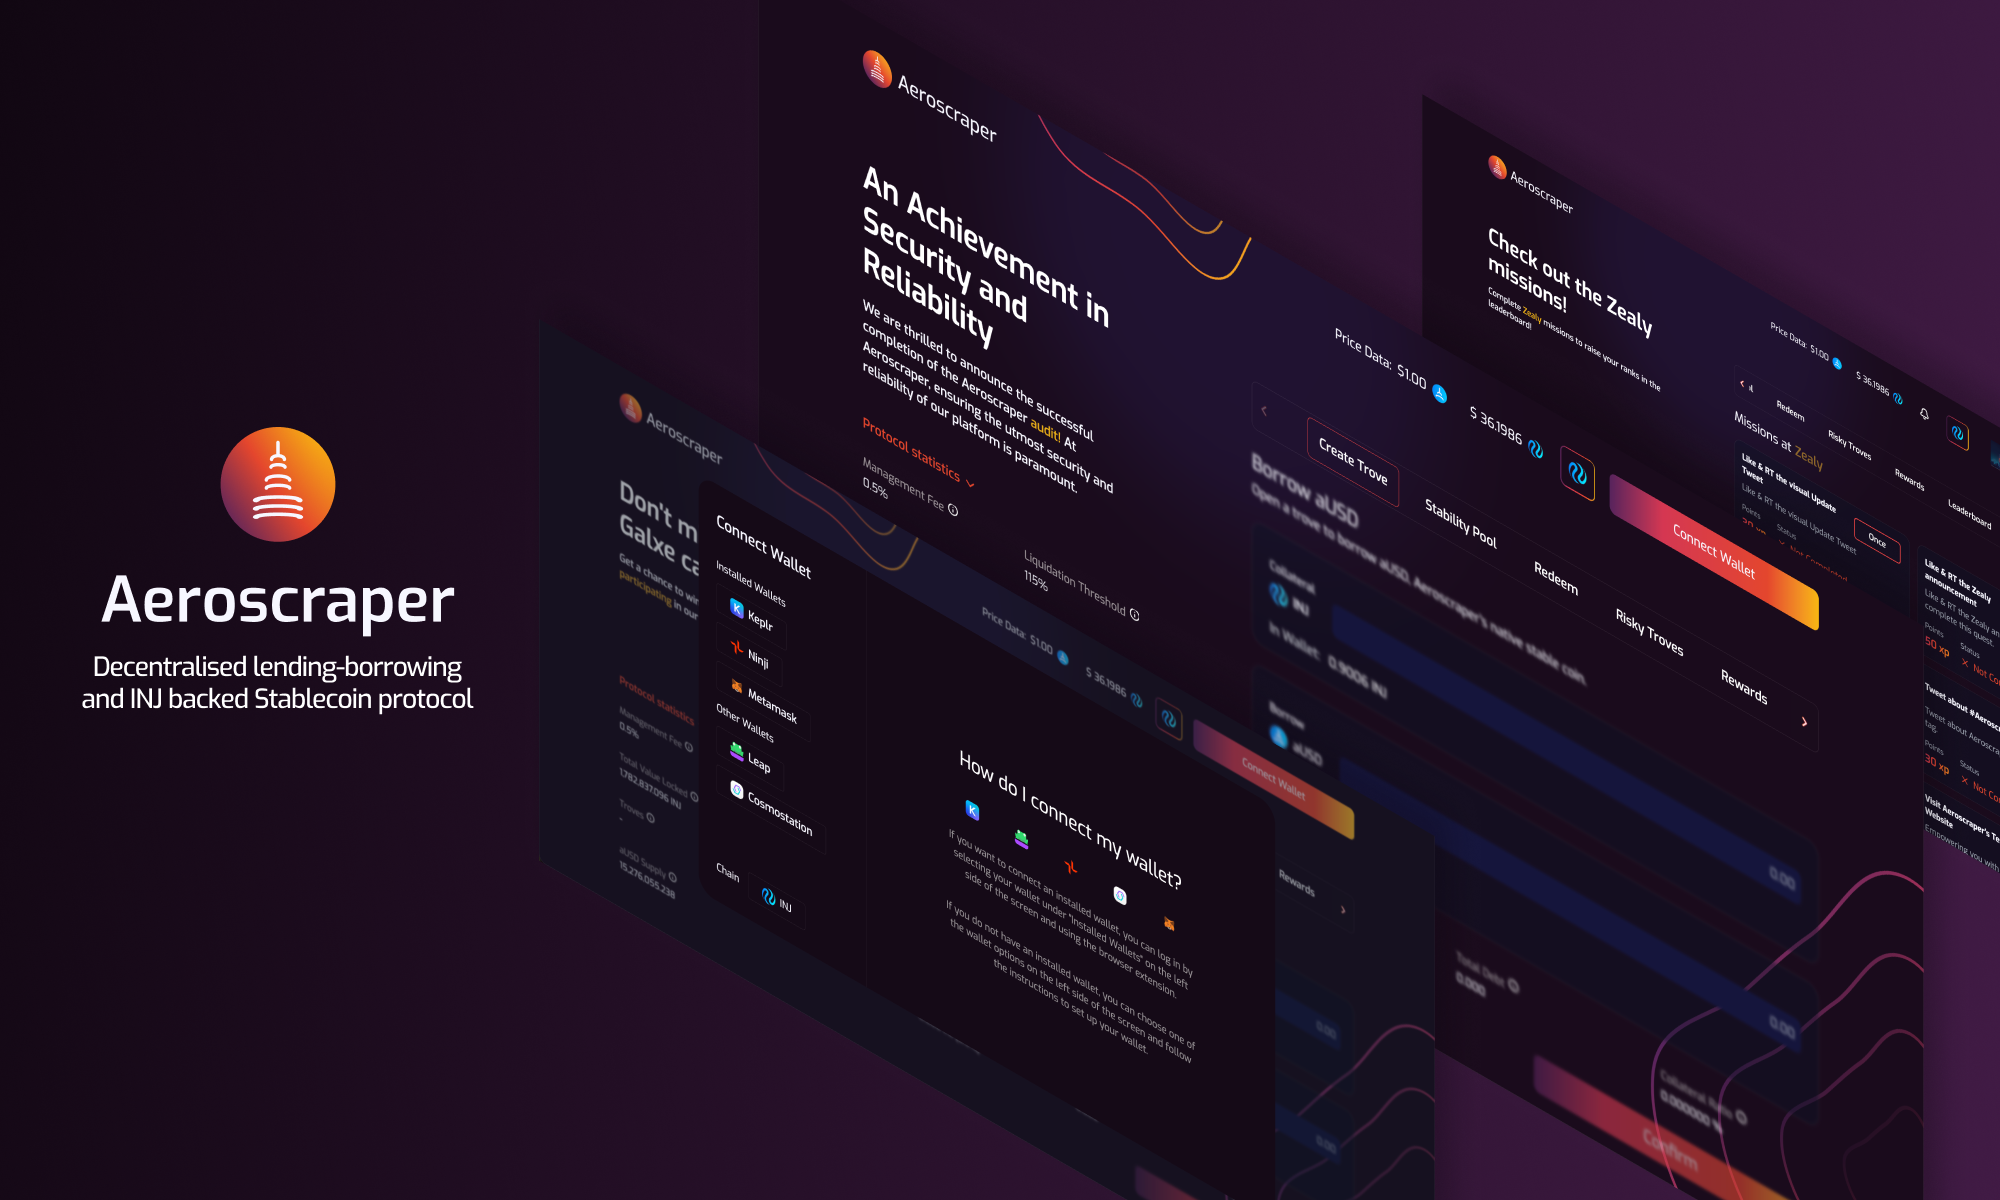 Aeroscraper
Decentralised lending-borrowing
and INJ backed Stablecoin protocol
Aeroscraper
An Achievement in
Security and
Reliability
We are thrilled to announce the successful
completion of the Aeroscraper audit! At
Aeroscraper, ensuring the utmost security and
reliability of our platform is paramount.
Protocol statistics
Management Fee
0.5%
Liquidation Threshold
115%
Price Data: $1.00
$ 36.1986
Connect Wallet
Create Trove
Stability Pool
Redeem
Risky Troves
Rewards
Borrow aUSD
Open a trove to borrow aUSD, Aeroscraper's native stable coin.
Collateral
INJ
In Wallet: 0.9006 INJ
0.00
Borrow
aUSD
0.00
Total Debt
0.000
Collateral Ratio
0.000000 %
Confirm
Aeroscraper
Check out the Zealy
missions!
Complete Zealy missions to raise your ranks in the
leaderboard!
Price Data: $1.00
$ 36.1986
Redeem
Risky Troves
Rewards
Leaderboard
Missions at Zealy
Like & RT the visual Update
Tweet
Like & RT the visual Update Tweet
Points
Status
Not Completed
Once
Like & RT the Zealy
announcement
Like & RT the Zealy
complete this quest.
Points
Status
50 xp
Tweet about
Tweet about
tag.
Points
Status
30 xp
Visit Aeroscraper's
Website
Empowering you with
Aeroscraper
Don't
Galxe
Get a chance to
participating in our
Protocol statistics
Management Fee
0.5%
Total Value Locked
1782.837.096 INJ
Troves
-
aUSD Supply
15.276.055.238
Price Data: $1.00
$ 36.1986
Connect Wallet
Rewards
0.00
0.00
Connect Wallet
Installed Wallets
Keplr
Ninji
Metamask
Other Wallets
Leap
Cosmostation
Chain
INJ
How do I connect my wallet?
If you want to connect an installed wallet, you can log in by
selecting your wallet under "Installed Wallets" on the left
side of the screen and using the browser extension.
If you do not have an installed wallet, you can choose one of
the wallet options on the left side of the screen and follow
the instructions to set up your wallet.